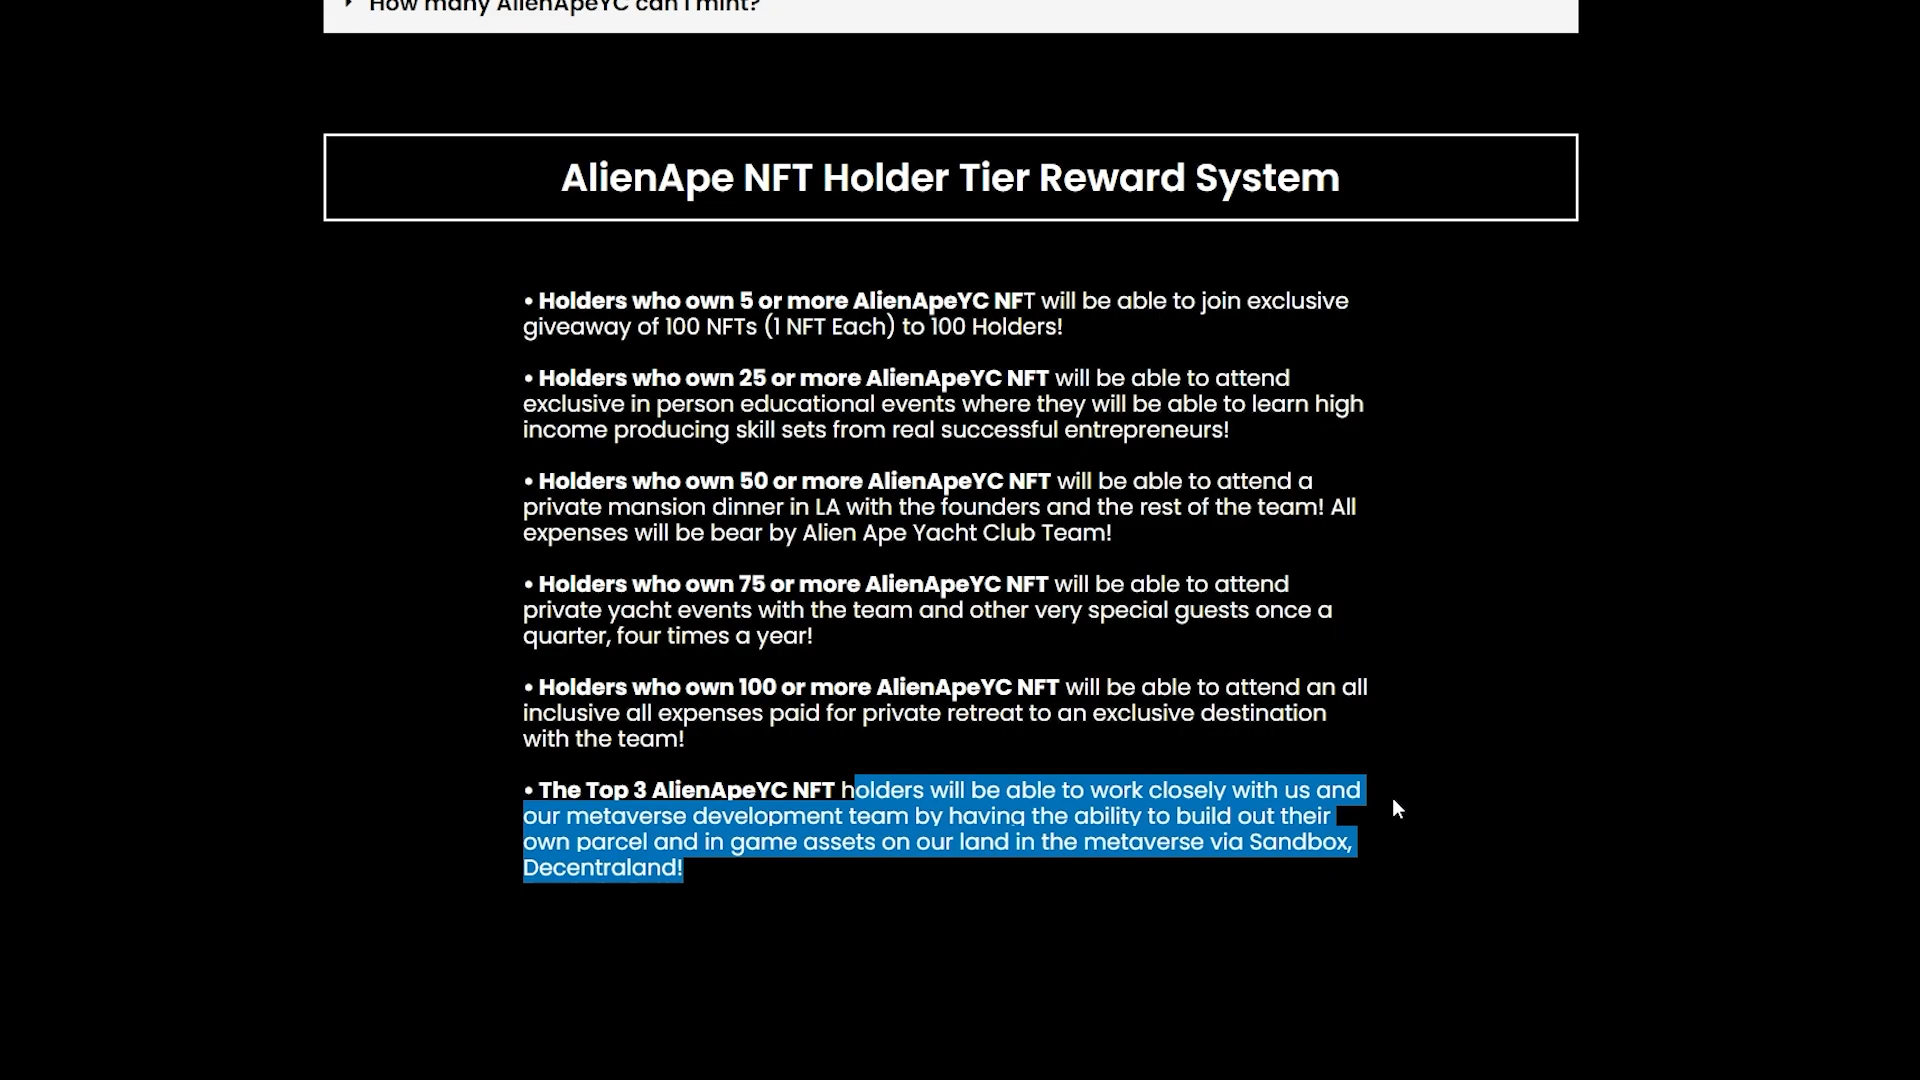 How many AlienApeYC can I mint?
AlienApe NFT Holder Tier Reward System
• Holders who own 5 or more AlienApeYC NFT will be able to join exclusive
giveaway of 100 NFTs (1 NFT Each) to 100 Holders!
• Holders who own 25 or more AlienApeYC NFT will be able to attend
exclusive in person educational events where they will be able to learn high
income producing skill sets from real successful entrepreneurs!
• Holders who own 50 or more AlienApeYC NFT will be able to attend a
private mansion dinner in LA with the founders and the rest of the team! All
expenses will be bear by Alien Ape Yacht Club Team!
• Holders who own 75 or more AlienApeYC NFT will be able to attend
private yacht events with the team and other very special guests once a
quarter, four times a year!
• Holders who own 100 or more AlienApeYC NFT will be able to attend an all
inclusive all expenses paid for private retreat to an exclusive destination
with the team!
• The Top 3 AlienApeYC NFT holders will be able to work closely with us and
our metaverse development team by having the ability to build out their
own parcel and in game assets on our land in the metaverse via Sandbox,
Decentraland!